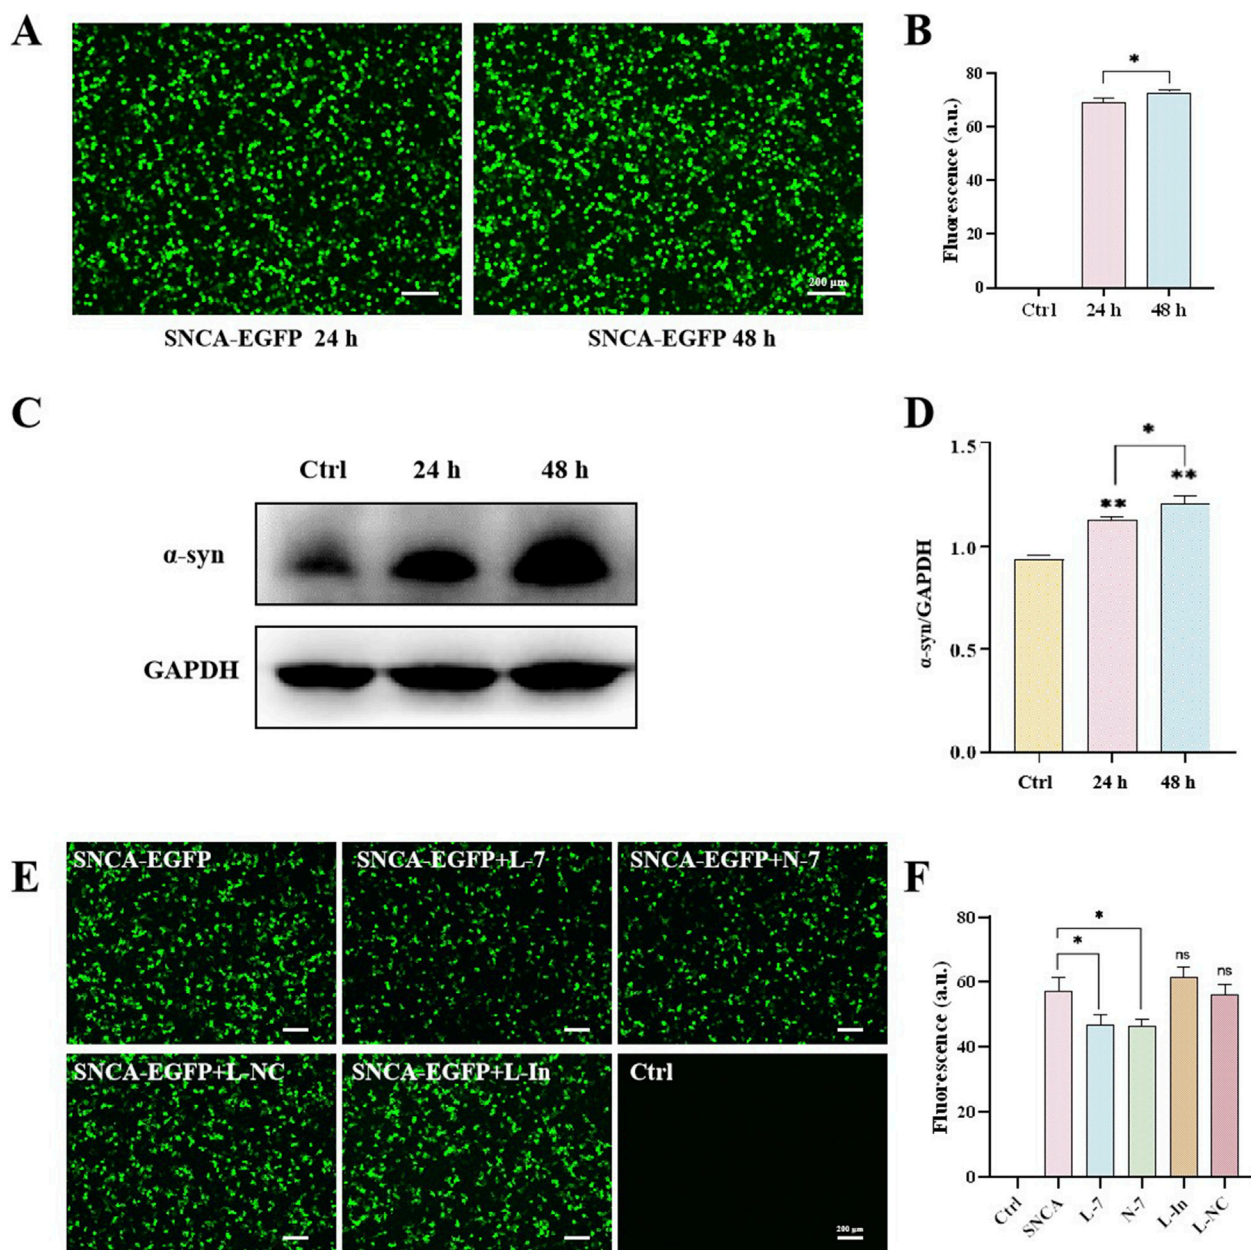 A
200 μm
SNCA-EGFP 24 h
SNCA-EGFP 48 h
B
Fluorescence (a.u.)
80
60
40
20
0
*
Ctrl
24 h
48 h
C
Ctrl
24 h
48 h
α-syn
GAPDH
D
α-syn/GAPDH
1.5
1.0
0.5
0.0
*
**
**
Ctrl
24 h
48 h
E
SNCA-EGFP
SNCA-EGFP+L-7
SNCA-EGFP+N-7
SNCA-EGFP+L-NC
SNCA-EGFP+L-In
Ctrl
200 μm
F
Fluorescence (a.u.)
80
60
40
20
0
*
*
ns
ns
Ctrl
SNCA
L-7
N-7
L-In
L-NC